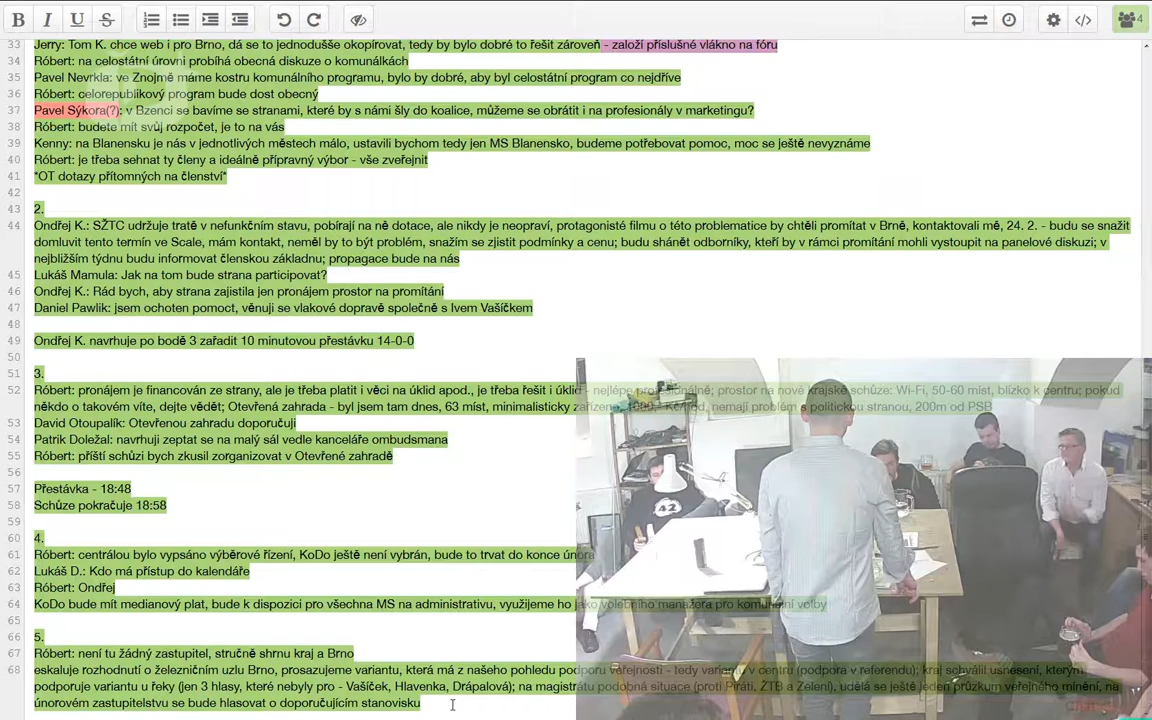 B I U S
4
33 Jerry: Tom K. chce web i pro Brno, dá se to jednodušše okopírovat, tedy by bylo dobré to řešit zároveň - založí příslušné vlákno na fóru
34 Róbert: na celostátní úrovni probíhá obecná diskuze o komunálkách
35 Pavel Nevrkla: ve Znojmě máme kostru komunálního programu, bylo by dobré, aby byl celostátní program co nejdříve
36 Róbert: celorepublikový program bude dost obecný
37 Pavel Sýkora(?): v Bzenci se bavíme se stranami, které by s námi šly do koalice, můžeme se obrátit i na profesionály v marketingu?
38 Róbert: budete mít svůj rozpočet, je to na vás
39 Kenny: na Blanensku je nás v jednotlivých městech málo, ustavili bychom tedy jen MS Blanensko, budeme potřebovat pomoc, moc se ještě nevyznáme
40 Róbert: je třeba sehnat ty členy a ideálně přípravný výbor - vše zveřejnit
41 *OT dotazy přítomných na členství*
42
43 2.
44 Ondřej K.: SŽTC udržuje tratě v nefunkčním stavu, pobírají na ně dotace, ale nikdy je neopraví, protagonisté filmu o této problematice by chtěli promítat v Brně, kontaktovali mě, 24. 2. - budu se snažit
domluvit tento termín ve Scale, mám kontakt, neměl by to být problém, snažím se zjistit podmínky a cenu; budu shánět odborníky, kteří by v rámci promítání mohli vystoupit na panelové diskuzi; v
nejbližším týdnu budu informovat členskou základnu; propagace bude na nás
45 Lukáš Mamula: Jak na tom bude strana participovat?
46 Ondřej K.: Rád bych, aby strana zajistila jen pronájem prostor na promítání
47 Daniel Pawlik: jsem ochoten pomoct, věnuji se vlakové dopravě společně s Ivem Vašíčkem
48
49 Ondřej K. navrhuje po bodě 3 zařadit 10 minutovou přestávku 14-0-0
50
51 3.
52 Róbert: pronájem je financován ze strany, ale je třeba platit i věci na úklid apod., je třeba řešit i úklid - nejlépe profesionálně; prostor na nové krajské schůze: Wi-Fi, 50-60 míst, blízko k centru; pokud
někdo o takovém víte, dejte vědět; Otevřená zahrada - byl jsem tam dnes, 63 míst, minimalisticky zařízeno, nemají problém s politickou stranou, 200m od PSB
53 David Otoupalík: Otevřenou zahradu doporučuji
54 Patrik Doležal: navrhuji zeptat se na malý sál vedle kanceláře ombudsmana
55 Róbert: příští schůzi bych zkusil zorganizovat v Otevřené zahradě
56
57 Přestávka - 18:48
58 Schůze pokračuje 18:58
59
60 4.
61 Róbert: centrálou bylo vypsáno výběrové řízení, KoDo ještě není vybrán, bude to trvat do konce února
62 Lukáš D.: Kdo má přístup do kalendáře
63 Róbert: Ondřej
64 KoDo bude mít medianový plat, bude k dispozici pro všechna MS na administrativu, využijeme ho jako volebního manažera pro komunální volby
65
66 5.
67 Róbert: není tu žádný zastupitel, stručně shrnu kraj a Brno
68 eskaluje rozhodnutí o železničním uzlu Brno, prosazujeme variantu, která má z našeho pohledu podporu veřejnosti - tedy variantu v centru (podpora v referendu); kraj schválil usnesení, kterým
podporuje variantu u řeky (jen 3 hlasy, které nebyly pro - Vašíček, Hlavenka, Drápalová); na magistrátu podobná situace (proti Piráti, ŽTB a Zelení), udělá se ještě jeden průzkum veřejného mínění, na
únorovém zastupitelstvu se bude hlasovat o doporučujícím stanovisku
42